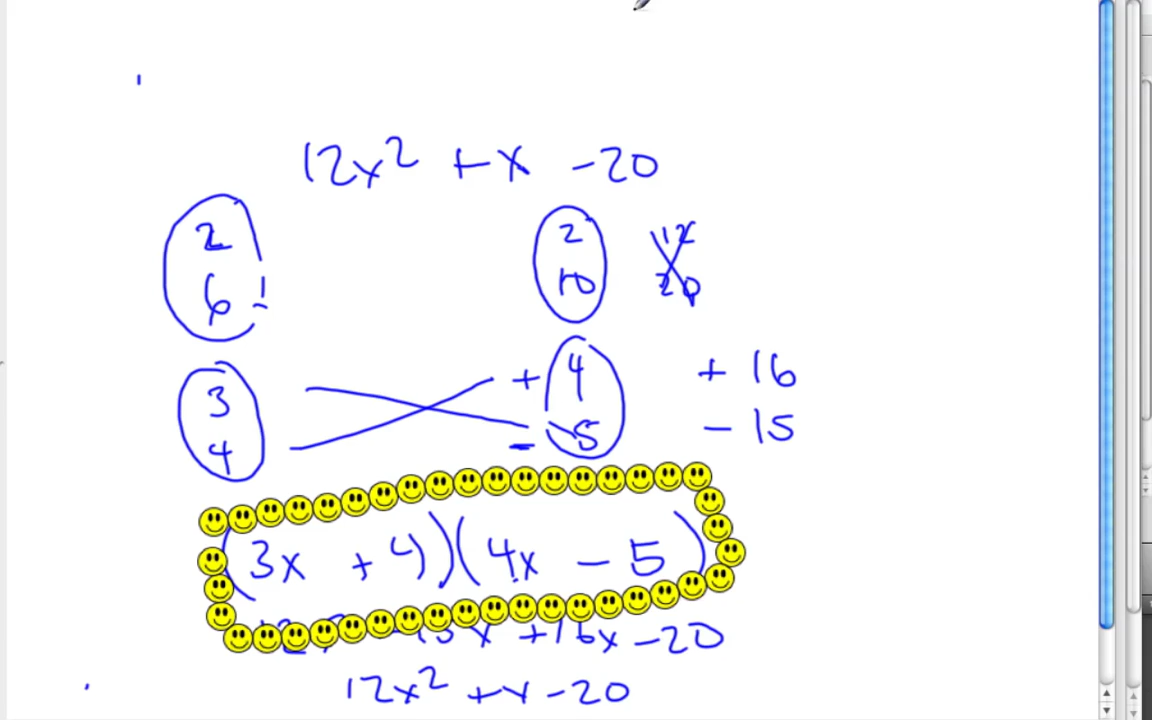 12x² +x -20
2 2 12
6 10 20
3 +4 + 16
4 -5 - 15
(3x +4)(4x - 5)
-15x +16x -20
12x² +x -20